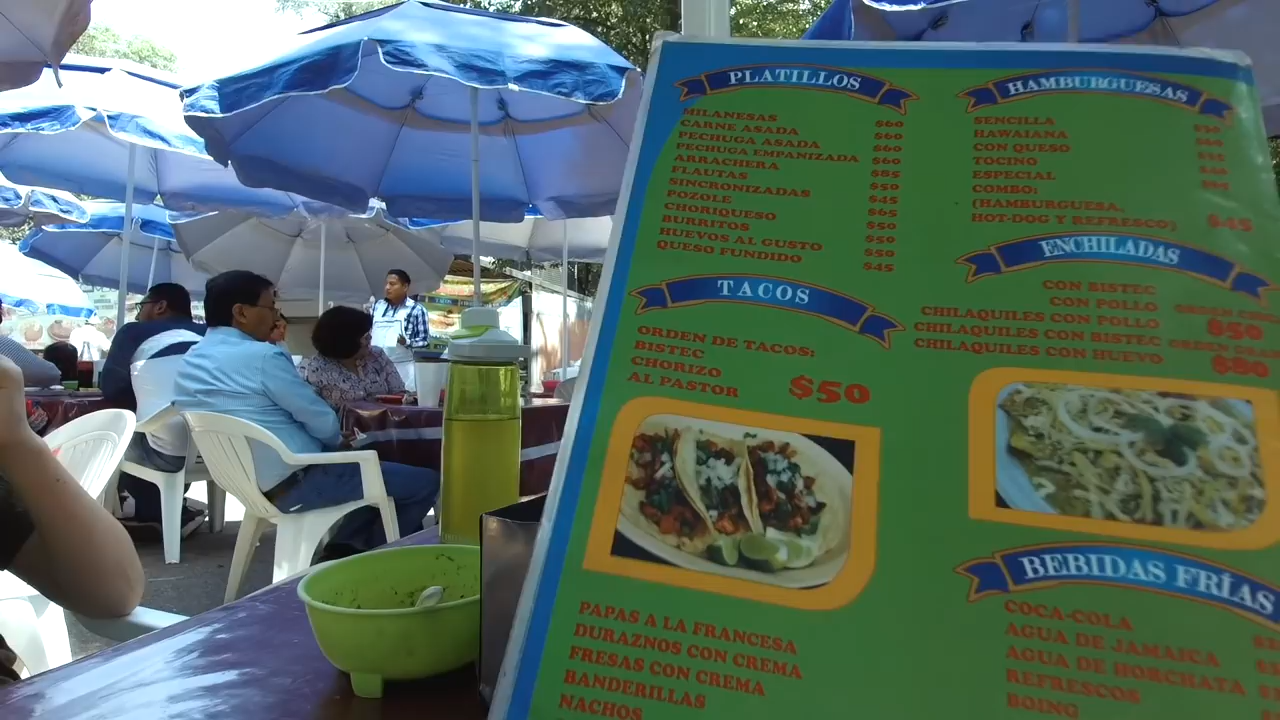 PLATILLOS
MILANESAS $60
CARNE ASADA $60
PECHUGA ASADA $60
PECHUGA EMPANIZADA $60
ARRACHERA $85
FLAUTAS $50
SINCRONIZADAS $45
POZOLE $65
CHORIQUESO $50
BURRITOS $50
HUEVOS AL GUSTO $50
QUESO FUNDIDO $45
TACOS
ORDEN DE TACOS:
BISTEC
CHORIZO
AL PASTOR $50
PAPAS A LA FRANCESA
DURAZNOS CON CREMA
FRESAS CON CREMA
BANDERILLAS
NACHOS
HAMBURGUESAS
SENCILLA
HAWAIANA
CON QUESO
TOCINO
ESPECIAL
COMBO:
(HAMBURGUESA,
HOT-DOG Y REFRESCO) $45
ENCHILADAS
CON BISTEC
CON POLLO
CHILAQUILES CON POLLO $50
CHILAQUILES CON BISTEC ORDEN
CHILAQUILES CON HUEVO $80
BEBIDAS FRÍAS
COCA-COLA
AGUA DE JAMAICA
AGUA DE HORCHATA
REFRESCOS
BOING